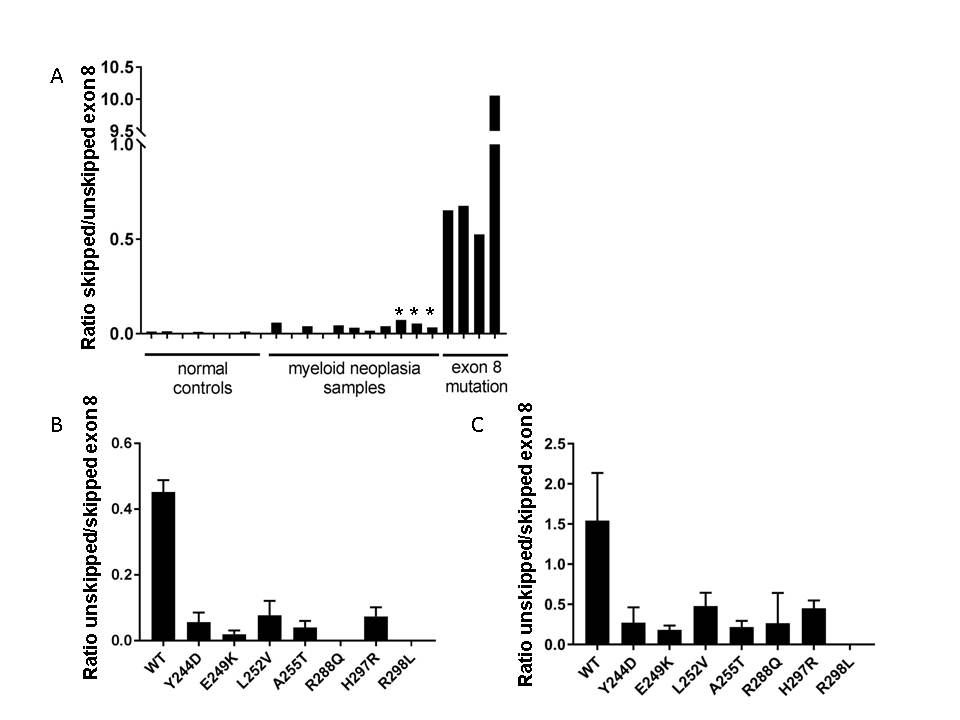 A
Ratio skipped/unskipped exon 8
10.5
10.0
9.5
1.0
0.5
0.0
* * *
normal
controls
myeloid neoplasia
samples
exon 8
mutation
B
Ratio unskipped/skipped exon 8
0.6
0.4
0.2
0.0
WT
Y244D
E249K
L252V
A255T
R288Q
H297R
R298L
C
Ratio unskipped/skipped exon 8
2.5
2.0
1.5
1.0
0.5
0.0
WT
Y244D
E249K
L252V
A255T
R288Q
H297R
R298L